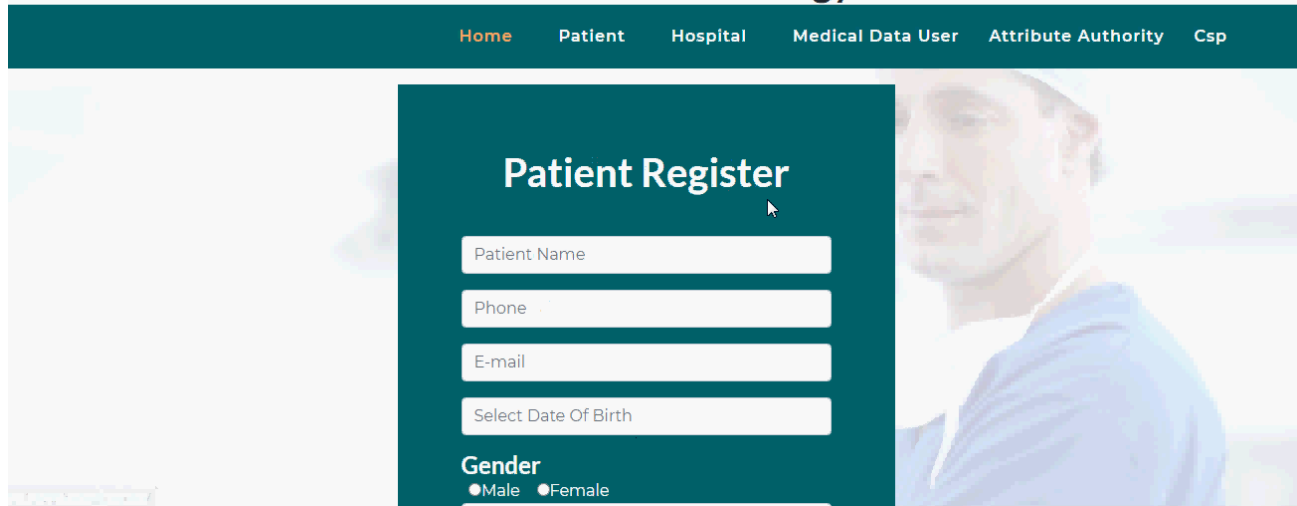 Home Patient Hospital Medical Data User Attribute Authority Csp
Patient Register
Patient Name
Phone
E-mail
Select Date Of Birth
Gender
Male Female